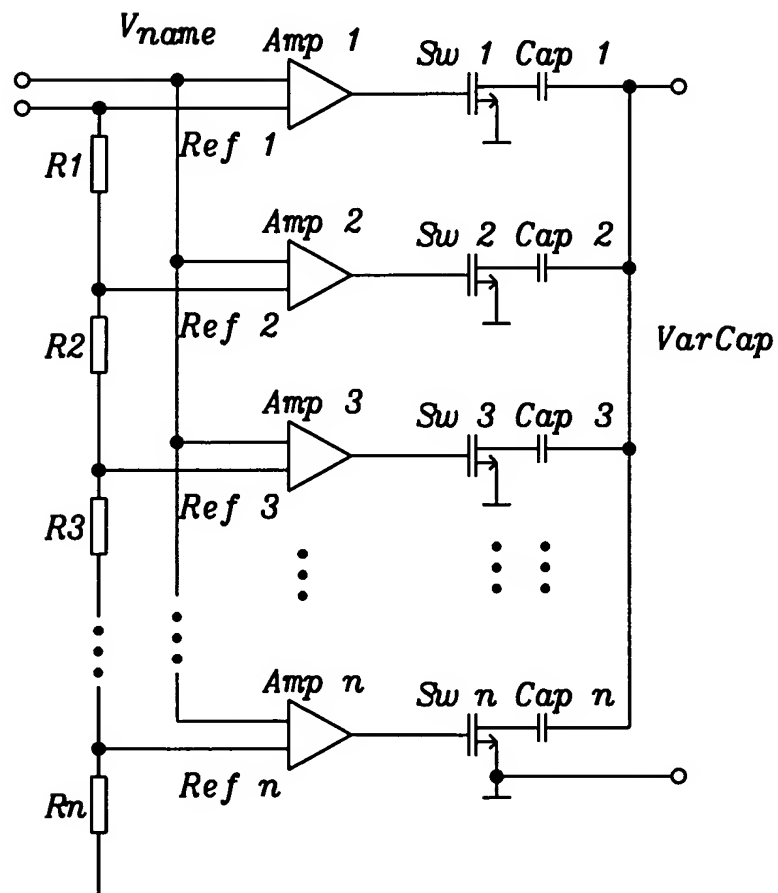 Vname
Amp 1
Sw 1 Cap 1
R1
Ref 1
Amp 2
Sw 2 Cap 2
R2
Ref 2
VarCap
Amp 3
Sw 3 Cap 3
R3
Ref 3
Amp n
Sw n Cap n
Rn
Ref n